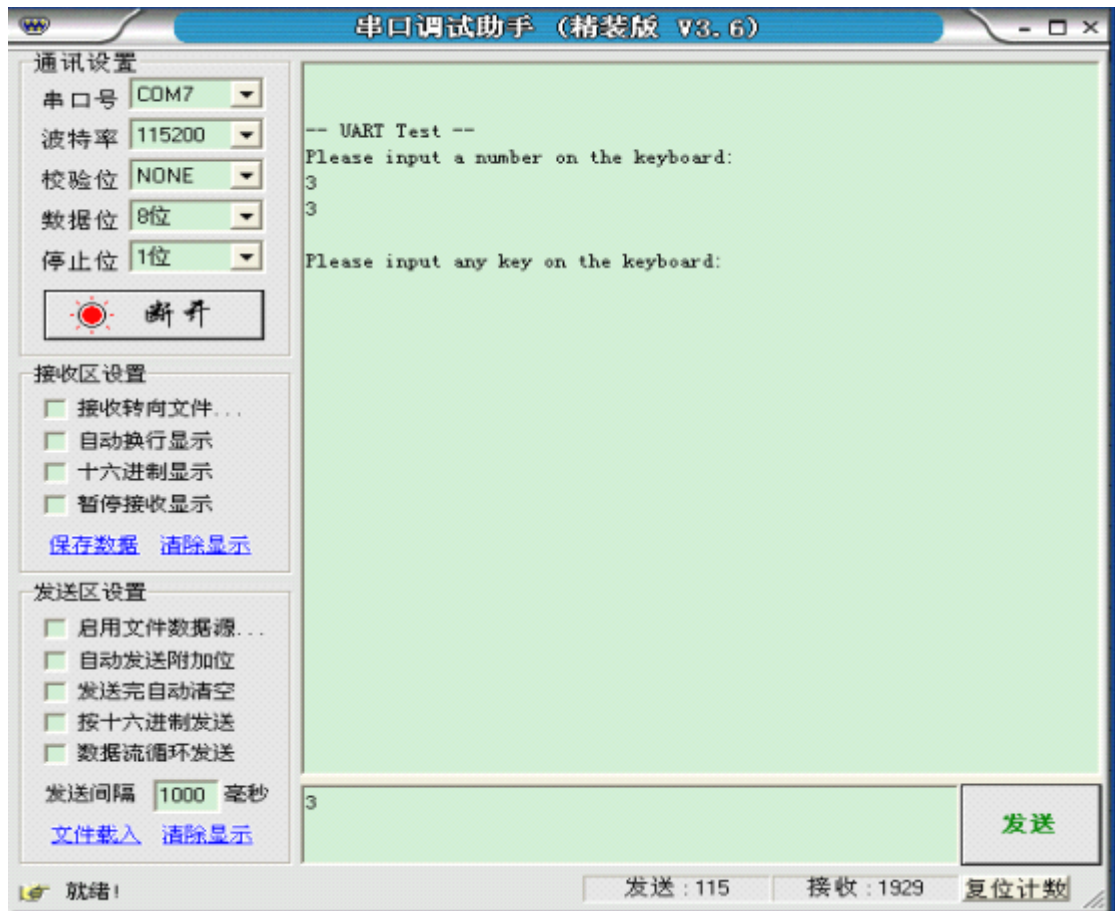 串口调试助手 (精装版 V3.6)
通讯设置
串口号 COM7
波特率 115200
校验位 NONE
数据位 8位
停止位 1位
断开
接收区设置
接收转向文件...
自动换行显示
十六进制显示
暂停接收显示
保存数据 清除显示
发送区设置
启用文件数据源...
自动发送附加位
发送完自动清空
按十六进制发送
数据流循环发送
发送间隔 1000 毫秒
文件载入 清除显示
-- UART Test --
Please input a number on the keyboard:
3
3
Please input any key on the keyboard:
3
发送
就绪!
发送:115 接收:1929 复位计数